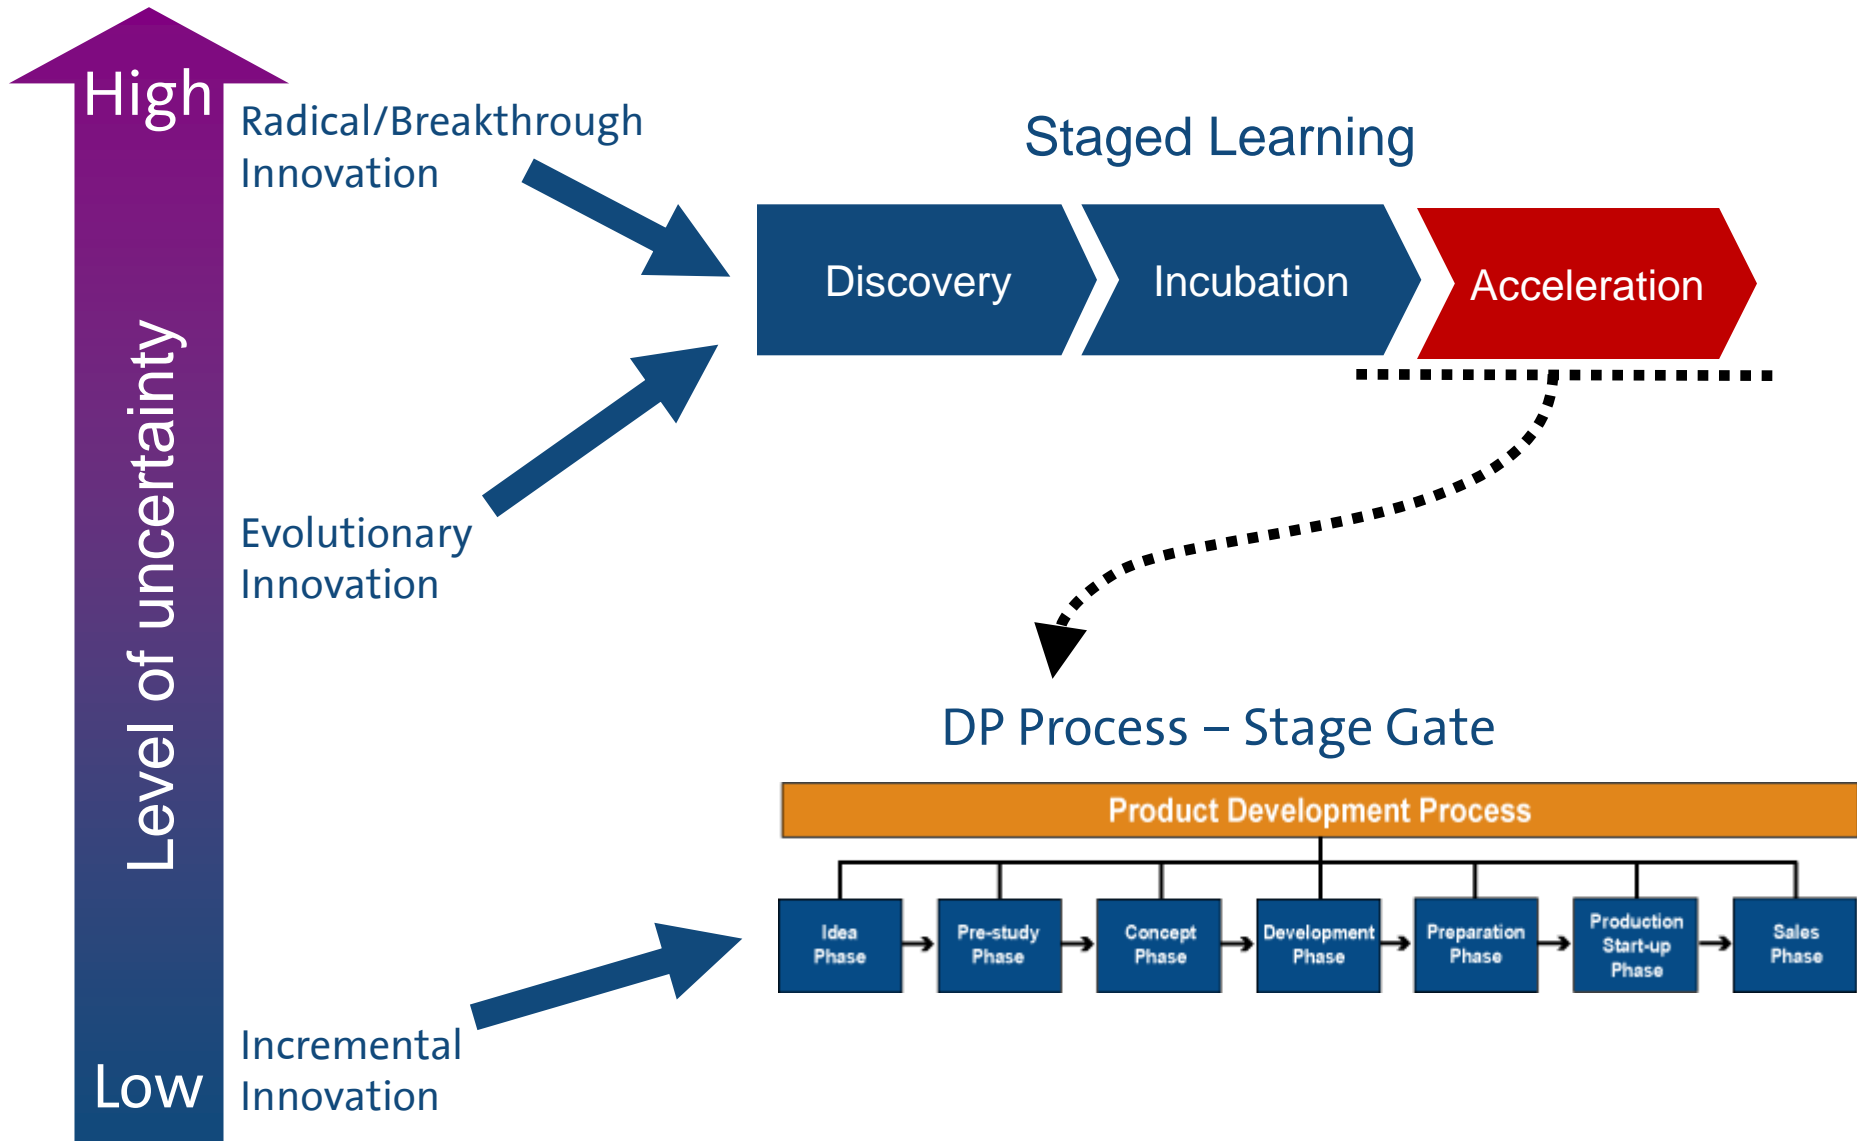 High
Level of uncertainty
Low
Radical/Breakthrough
Innovation
Evolutionary
Innovation
Incremental
Innovation
Staged Learning
Discovery
Incubation
Acceleration
DP Process – Stage Gate
Product Development Process
Idea
Phase
Pre-study
Phase
Concept
Phase
Development
Phase
Preparation
Phase
Production
Start-up
Phase
Sales
Phase